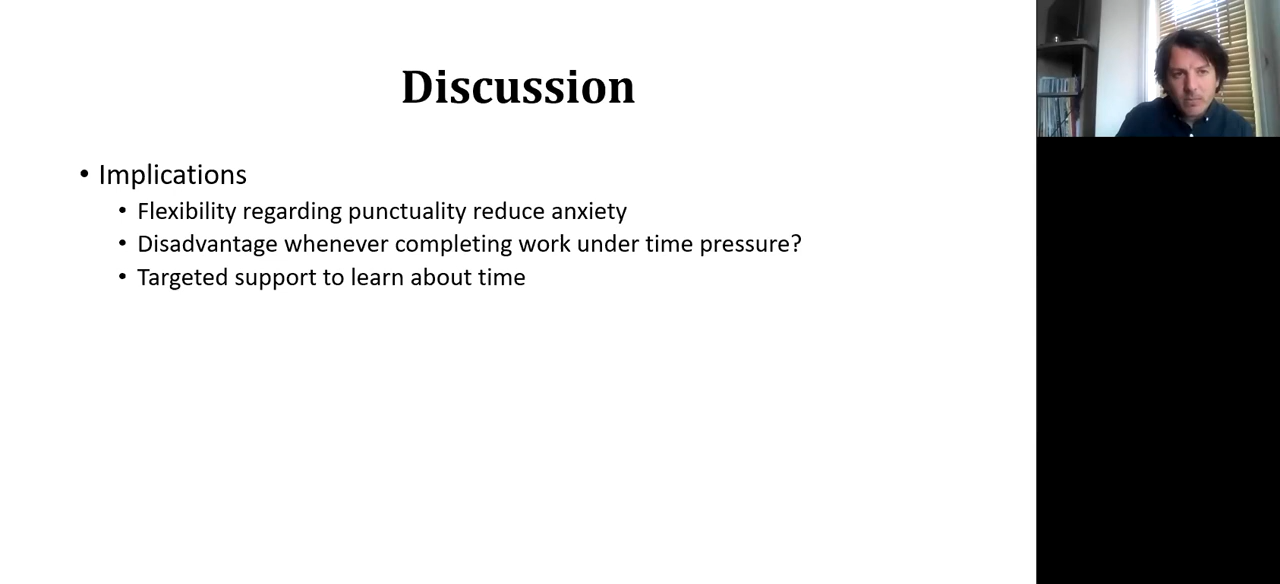 Discussion
• Implications
• Flexibility regarding punctuality reduce anxiety
• Disadvantage whenever completing work under time pressure?
• Targeted support to learn about time